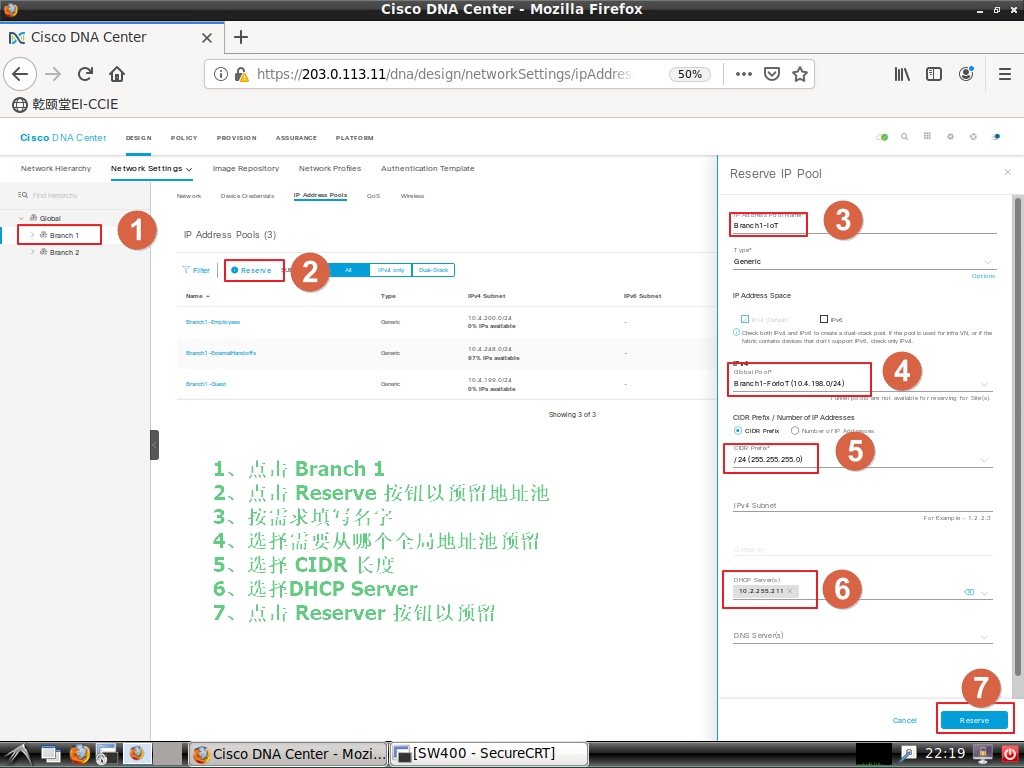 Cisco DNA Center - Mozilla Firefox
Cisco DNA Center
https://203.0.113.11/dna/design/networkSettings/ipAddres
50%
乾颐堂EI-CCIE
Cisco DNA Center
DESIGN POLICY PROVISION ASSURANCE PLATFORM
Network Hierarchy Network Settings Image Repository Network Profiles Authentication Template
Find Hierarchy
Global
Branch 1
Branch 2
1
Network Device Credentials IP Address Pools QoS Wireless
IP Address Pools (3)
Filter Reserve
2
All IPv4 only Dual-Stack
Name Type IPv4 Subnet IPv6 Subnet
Branch1-Employees Generic 10.4.200.0/24 -
0% IPs available
Branch1-ExternalHandoffs Generic 10.4.248.0/24 -
97% IPs available
Branch1-Guest Generic 10.4.199.0/24 -
0% IPs available
Showing 3 of 3
1、点击 Branch 1
2、点击 Reserve 按钮以预留地址池
3、按需求填写名字
4、选择需要从哪个全局地址池预留
5、选择 CIDR 长度
6、选择DHCP Server
7、点击 Reserver 按钮以预留
Reserve IP Pool
IP Address Pool Name*
Branch1-IoT
3
Type*
Generic
Options
IP Address Space
IPv4 (Default) IPv6
Check both IPv4 and IPv6 to create a dual-stack pool. If the pool is used for Infra VN, or if the
fabric contains devices that don't support IPv6, check only IPv4.
IPv4
Global Pool*
Branch1-ForIoT (10.4.198.0/24)
4
Tunnel pools are not available for reserving for Site(s).
CIDR Prefix / Number of IP Addresses
CIDR Prefix Number of IP Addresses
CIDR Prefix*
/24 (255.255.255.0)
5
IPv4 Subnet
For Example - 1.2.2.3
DHCP Server(s)
10.2.255.211 ×
6
DNS Server(s)
7
Cancel Reserve
Cisco DNA Center - Mozi... [SW400 - SecureCRT] 22:19